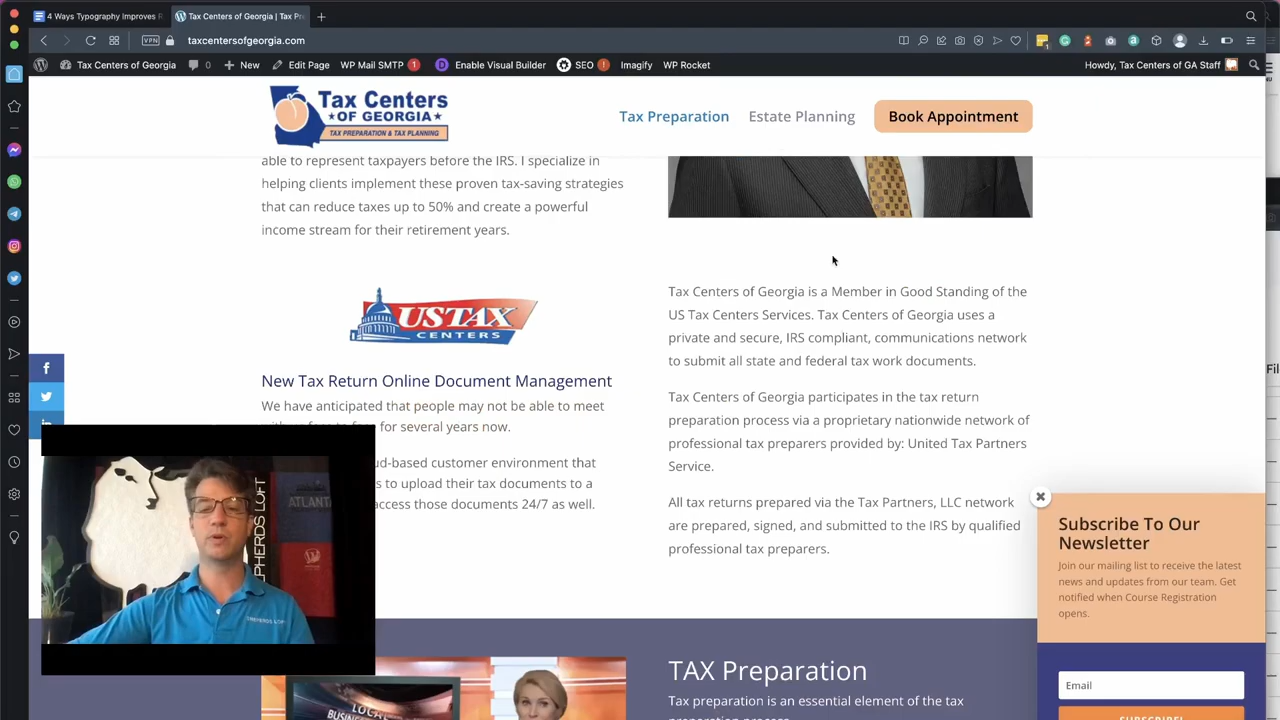 4 Ways Typography Improves R
Tax Centers of Georgia | Tax Pr
VPN
taxcentersofgeorgia.com
Tax Centers of Georgia
0
New
Edit Page
WP Mail SMTP 1
Enable Visual Builder
SEO
Imagify
WP Rocket
Howdy, Tax Centers of GA Staff
Tax Centers
OF GEORGIA
TAX PREPARATION & TAX PLANNING
Tax Preparation
Estate Planning
Book Appointment
able to represent taxpayers before the IRS. I specialize in
helping clients implement these proven tax-saving strategies
that can reduce taxes up to 50% and create a powerful
income stream for their retirement years.
USTAX
CENTERS
New Tax Return Online Document Management
We have anticipated that people may not be able to meet
for several years now.
ud-based customer environment that
s to upload their tax documents to a
access those documents 24/7 as well.
Tax Centers of Georgia is a Member in Good Standing of the
US Tax Centers Services. Tax Centers of Georgia uses a
private and secure, IRS compliant, communications network
to submit all state and federal tax work documents.
Tax Centers of Georgia participates in the tax return
preparation process via a proprietary nationwide network of
professional tax preparers provided by: United Tax Partners
Service.
All tax returns prepared via the Tax Partners, LLC network
are prepared, signed, and submitted to the IRS by qualified
professional tax preparers.
Fil
PHERDS LOFT
ATLANT
SHEPHERDS LOFT
LOCAL
BUSINE
TAX Preparation
Tax preparation is an essential element of the tax
preparation process
Subscribe To Our
Newsletter
Join our mailing list to receive the latest
news and updates from our team. Get
notified when Course Registration
opens.
Email
SUBSCRIBE!